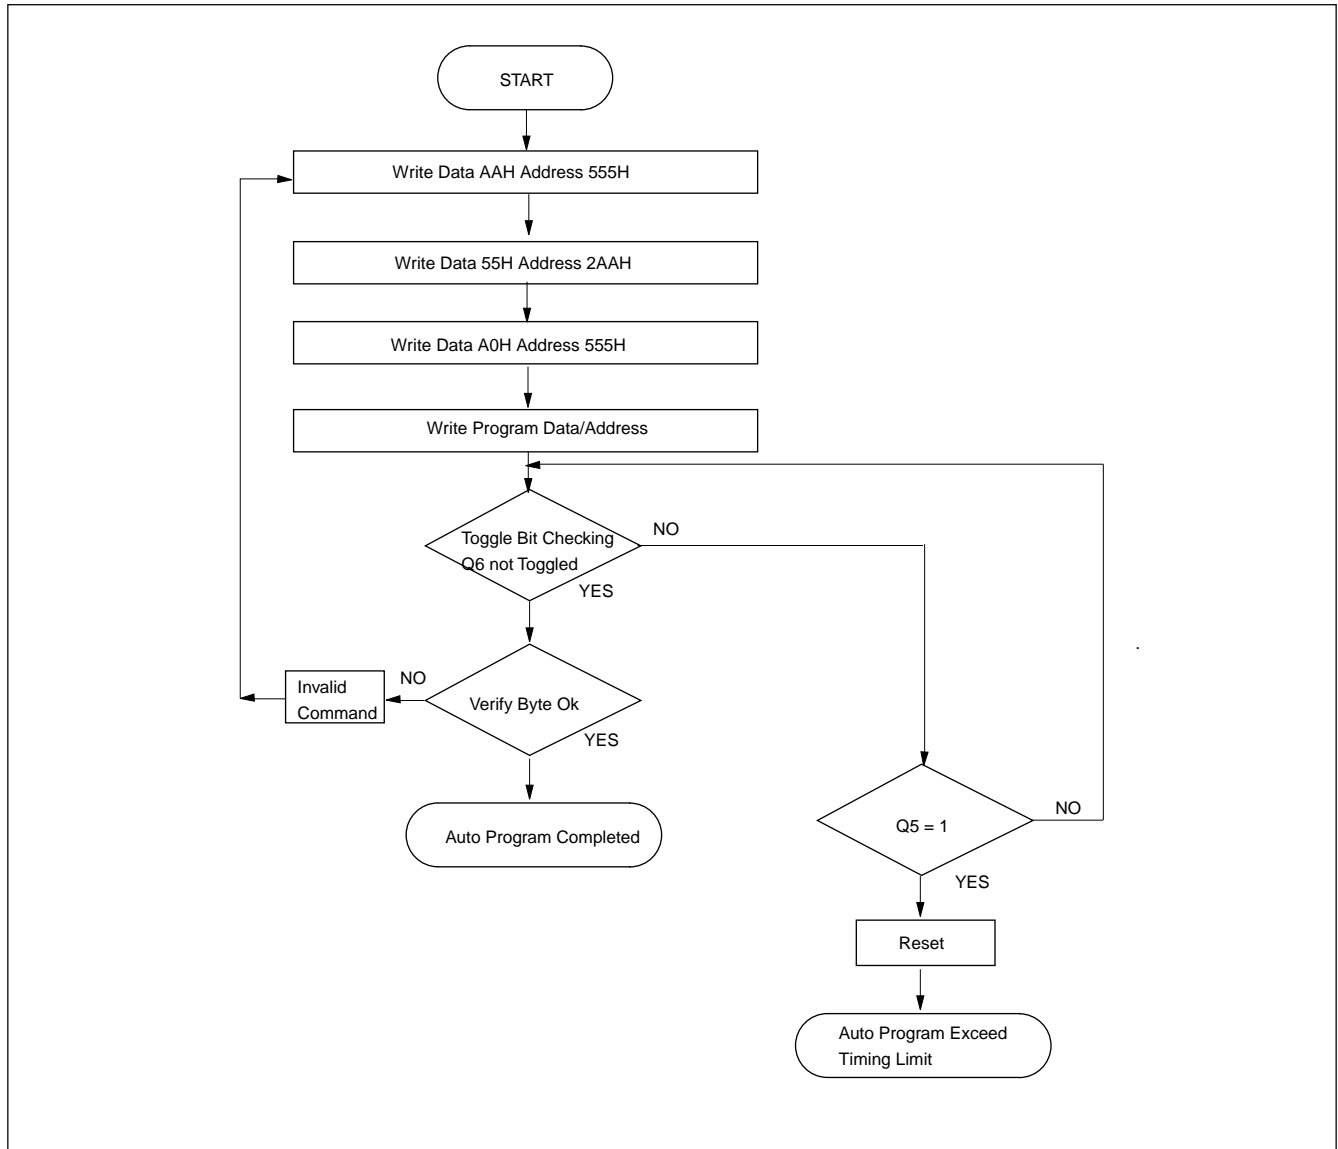 START
Write Data AAH Address 555H
Write Data 55H Address 2AAH
Write Data A0H Address 555H
Write Program Data/Address
Toggle Bit Checking
Q6 not Toggled
NO
YES
Invalid
Command
NO
Verify Byte Ok
YES
Auto Program Completed
Q5 = 1
NO
YES
Reset
Auto Program Exceed
Timing Limit
.